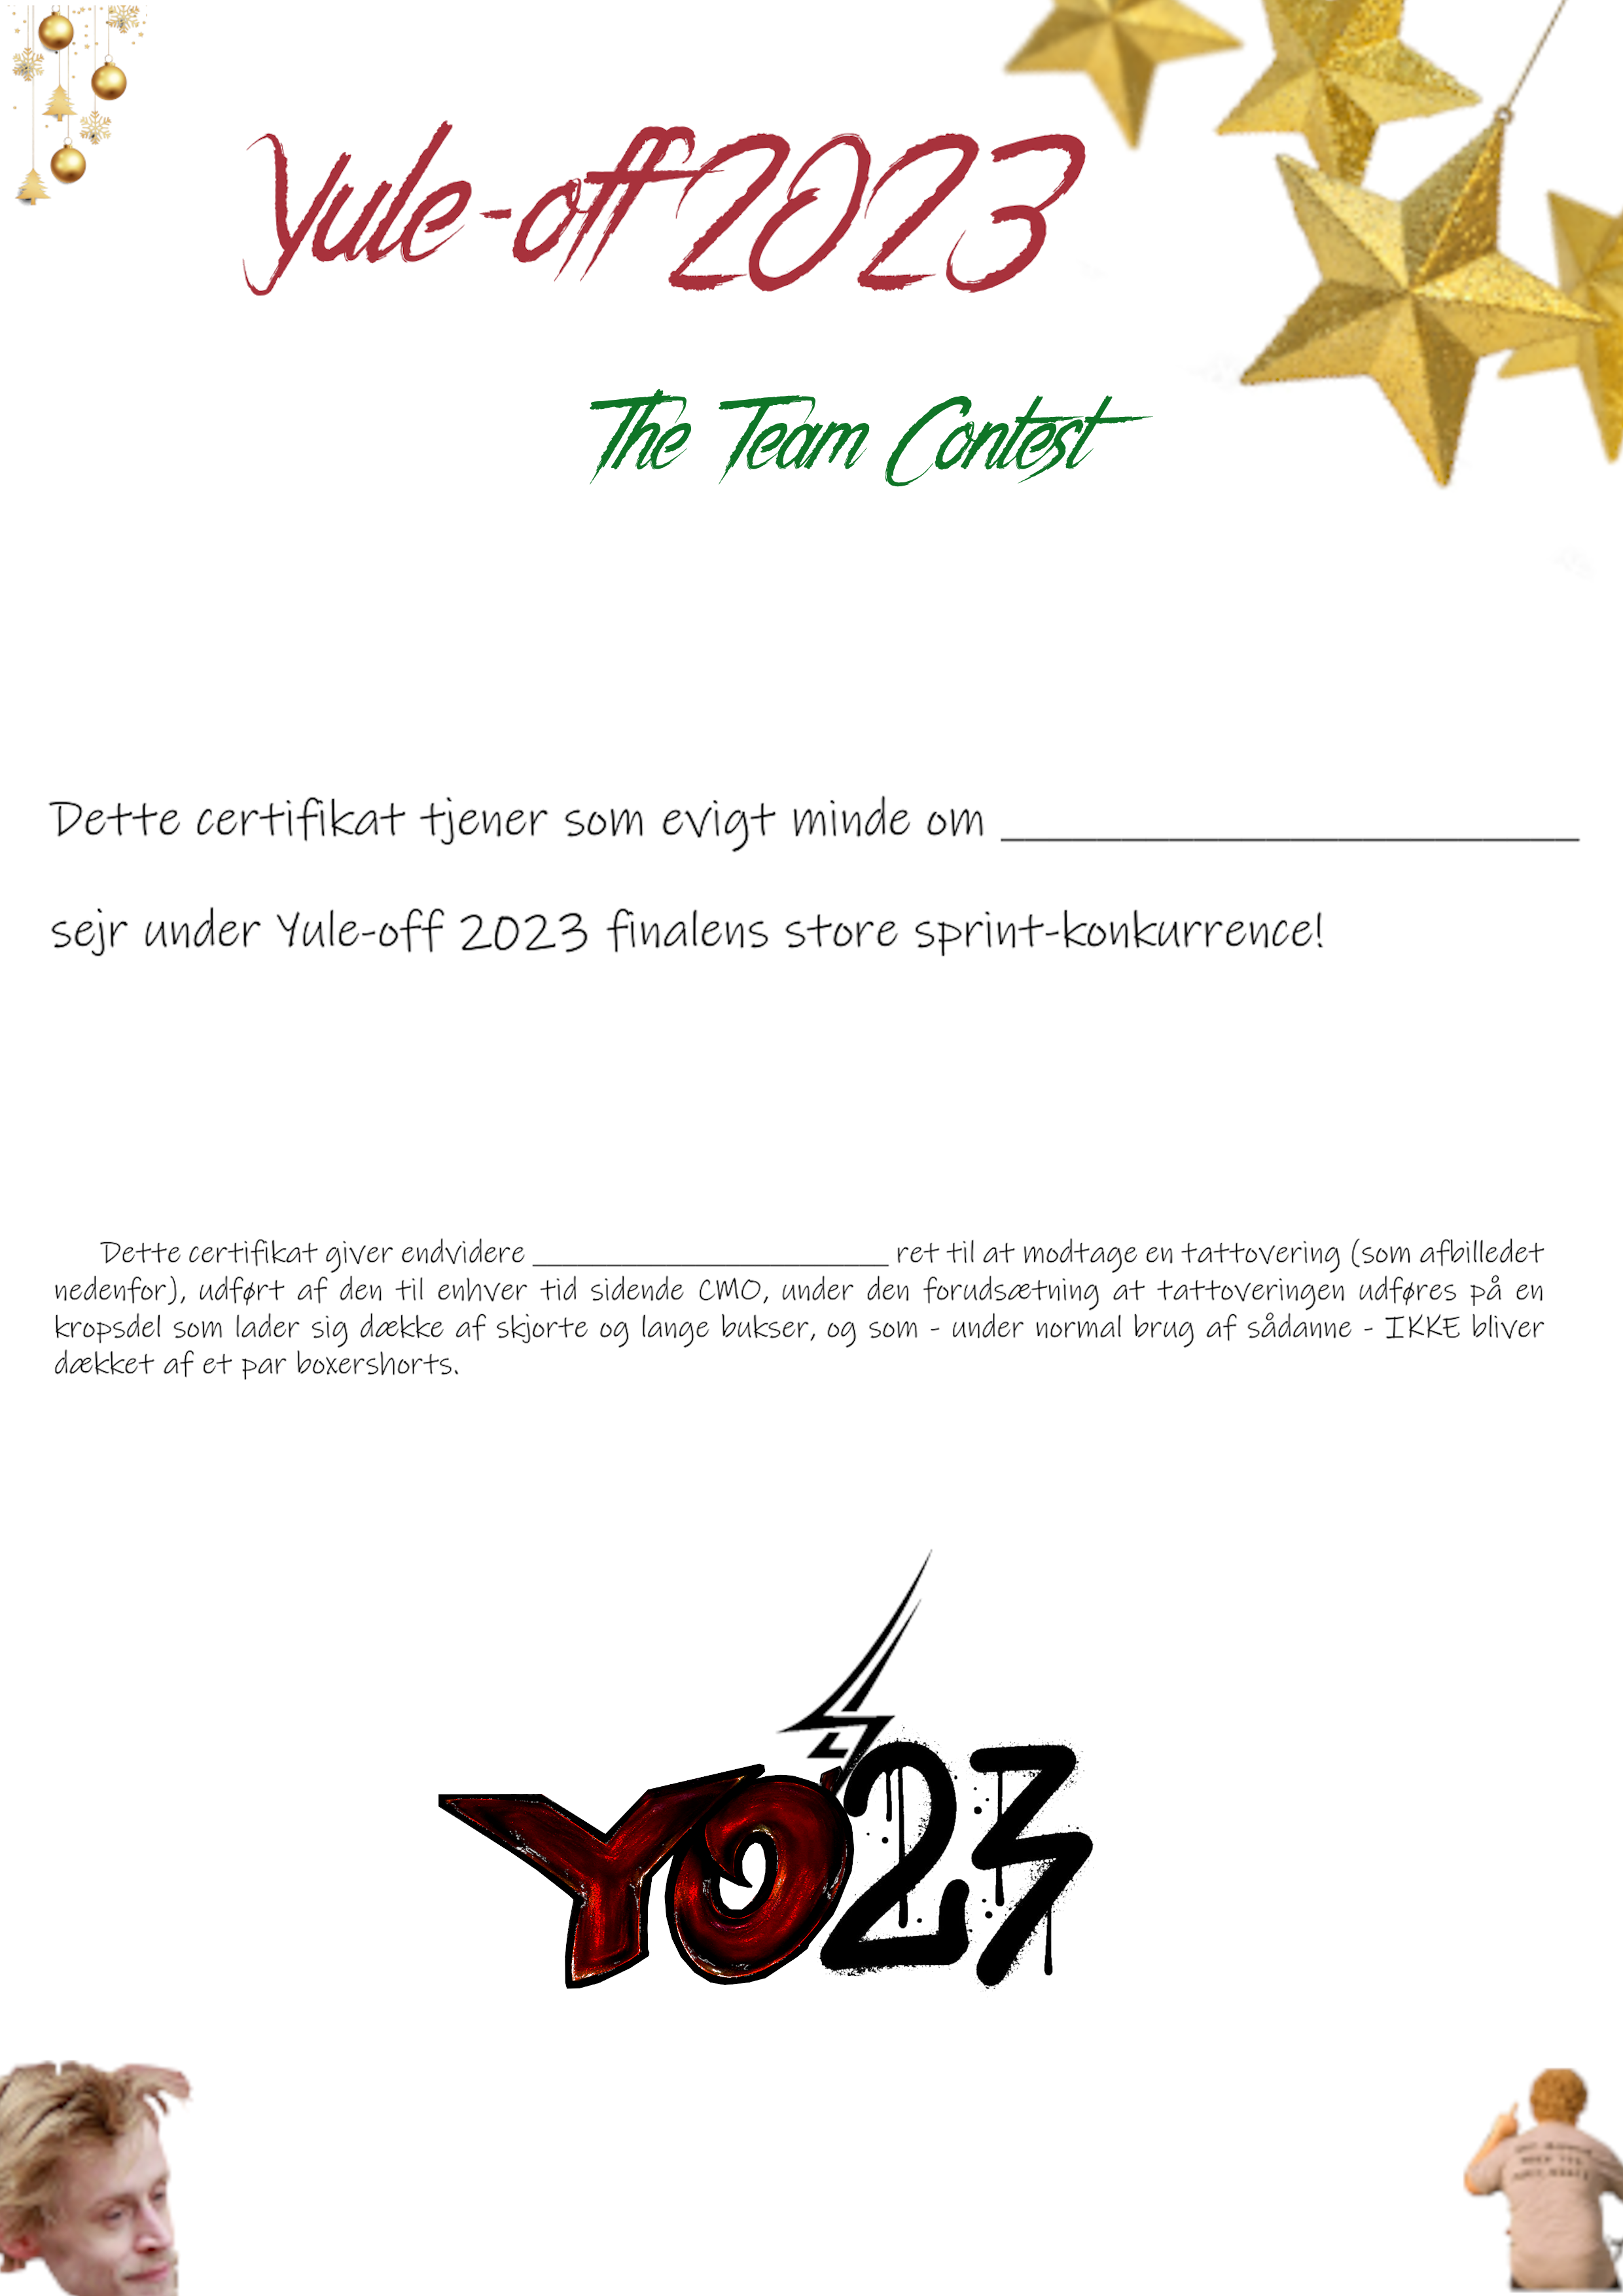 Yule-off 2023
The Team Contest
Dette certifikat tjener som evigt minde om ________________________
sejr under Yule-off 2023 finalens store sprint-konkurrence!
Dette certifikat giver endvidere ________________________ ret til at modtage en tattovering (som afbilledet
nedenfor), udført af den til enhver tid sidende CMO, under den forudsætning at tattoveringen udføres på en
kropsdel som lader sig dække af skjorte og lange bukser, og som - under normal brug af sådanne - IKKE bliver
dækket af et par boxershorts.
YO23